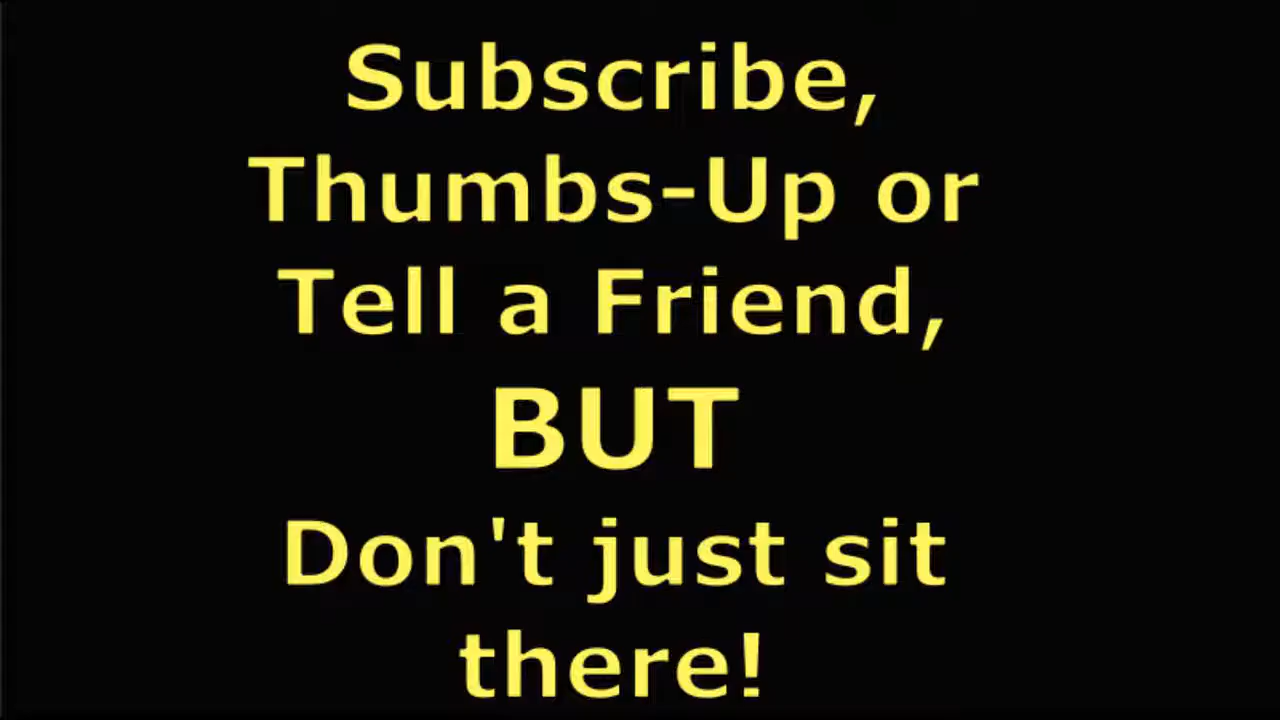 Subscribe,
Thumbs-Up or
Tell a Friend,
BUT
Don't just sit
there!